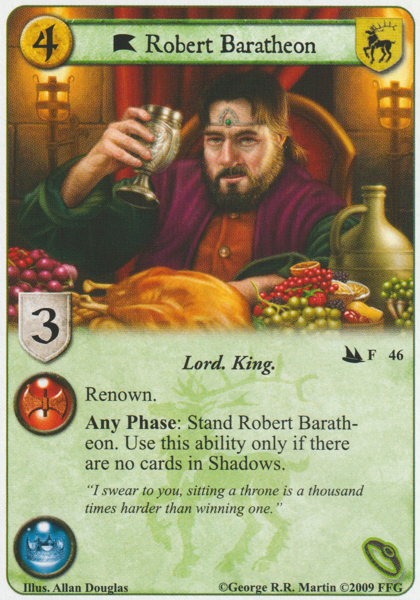 4 Robert Baratheon
3
Lord. King.
F 46
Renown.
Any Phase: Stand Robert Barath-
eon. Use this ability only if there
are no cards in Shadows.
“I swear to you, sitting a throne is a thousand
times harder than winning one.”
Illus. Allan Douglas ©George R.R. Martin ©2009 FFG